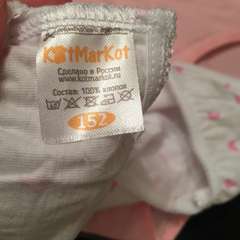 KotMarKot
Сделано в России
www.kotmarkot.ru
Состав: 100% хлопок
152